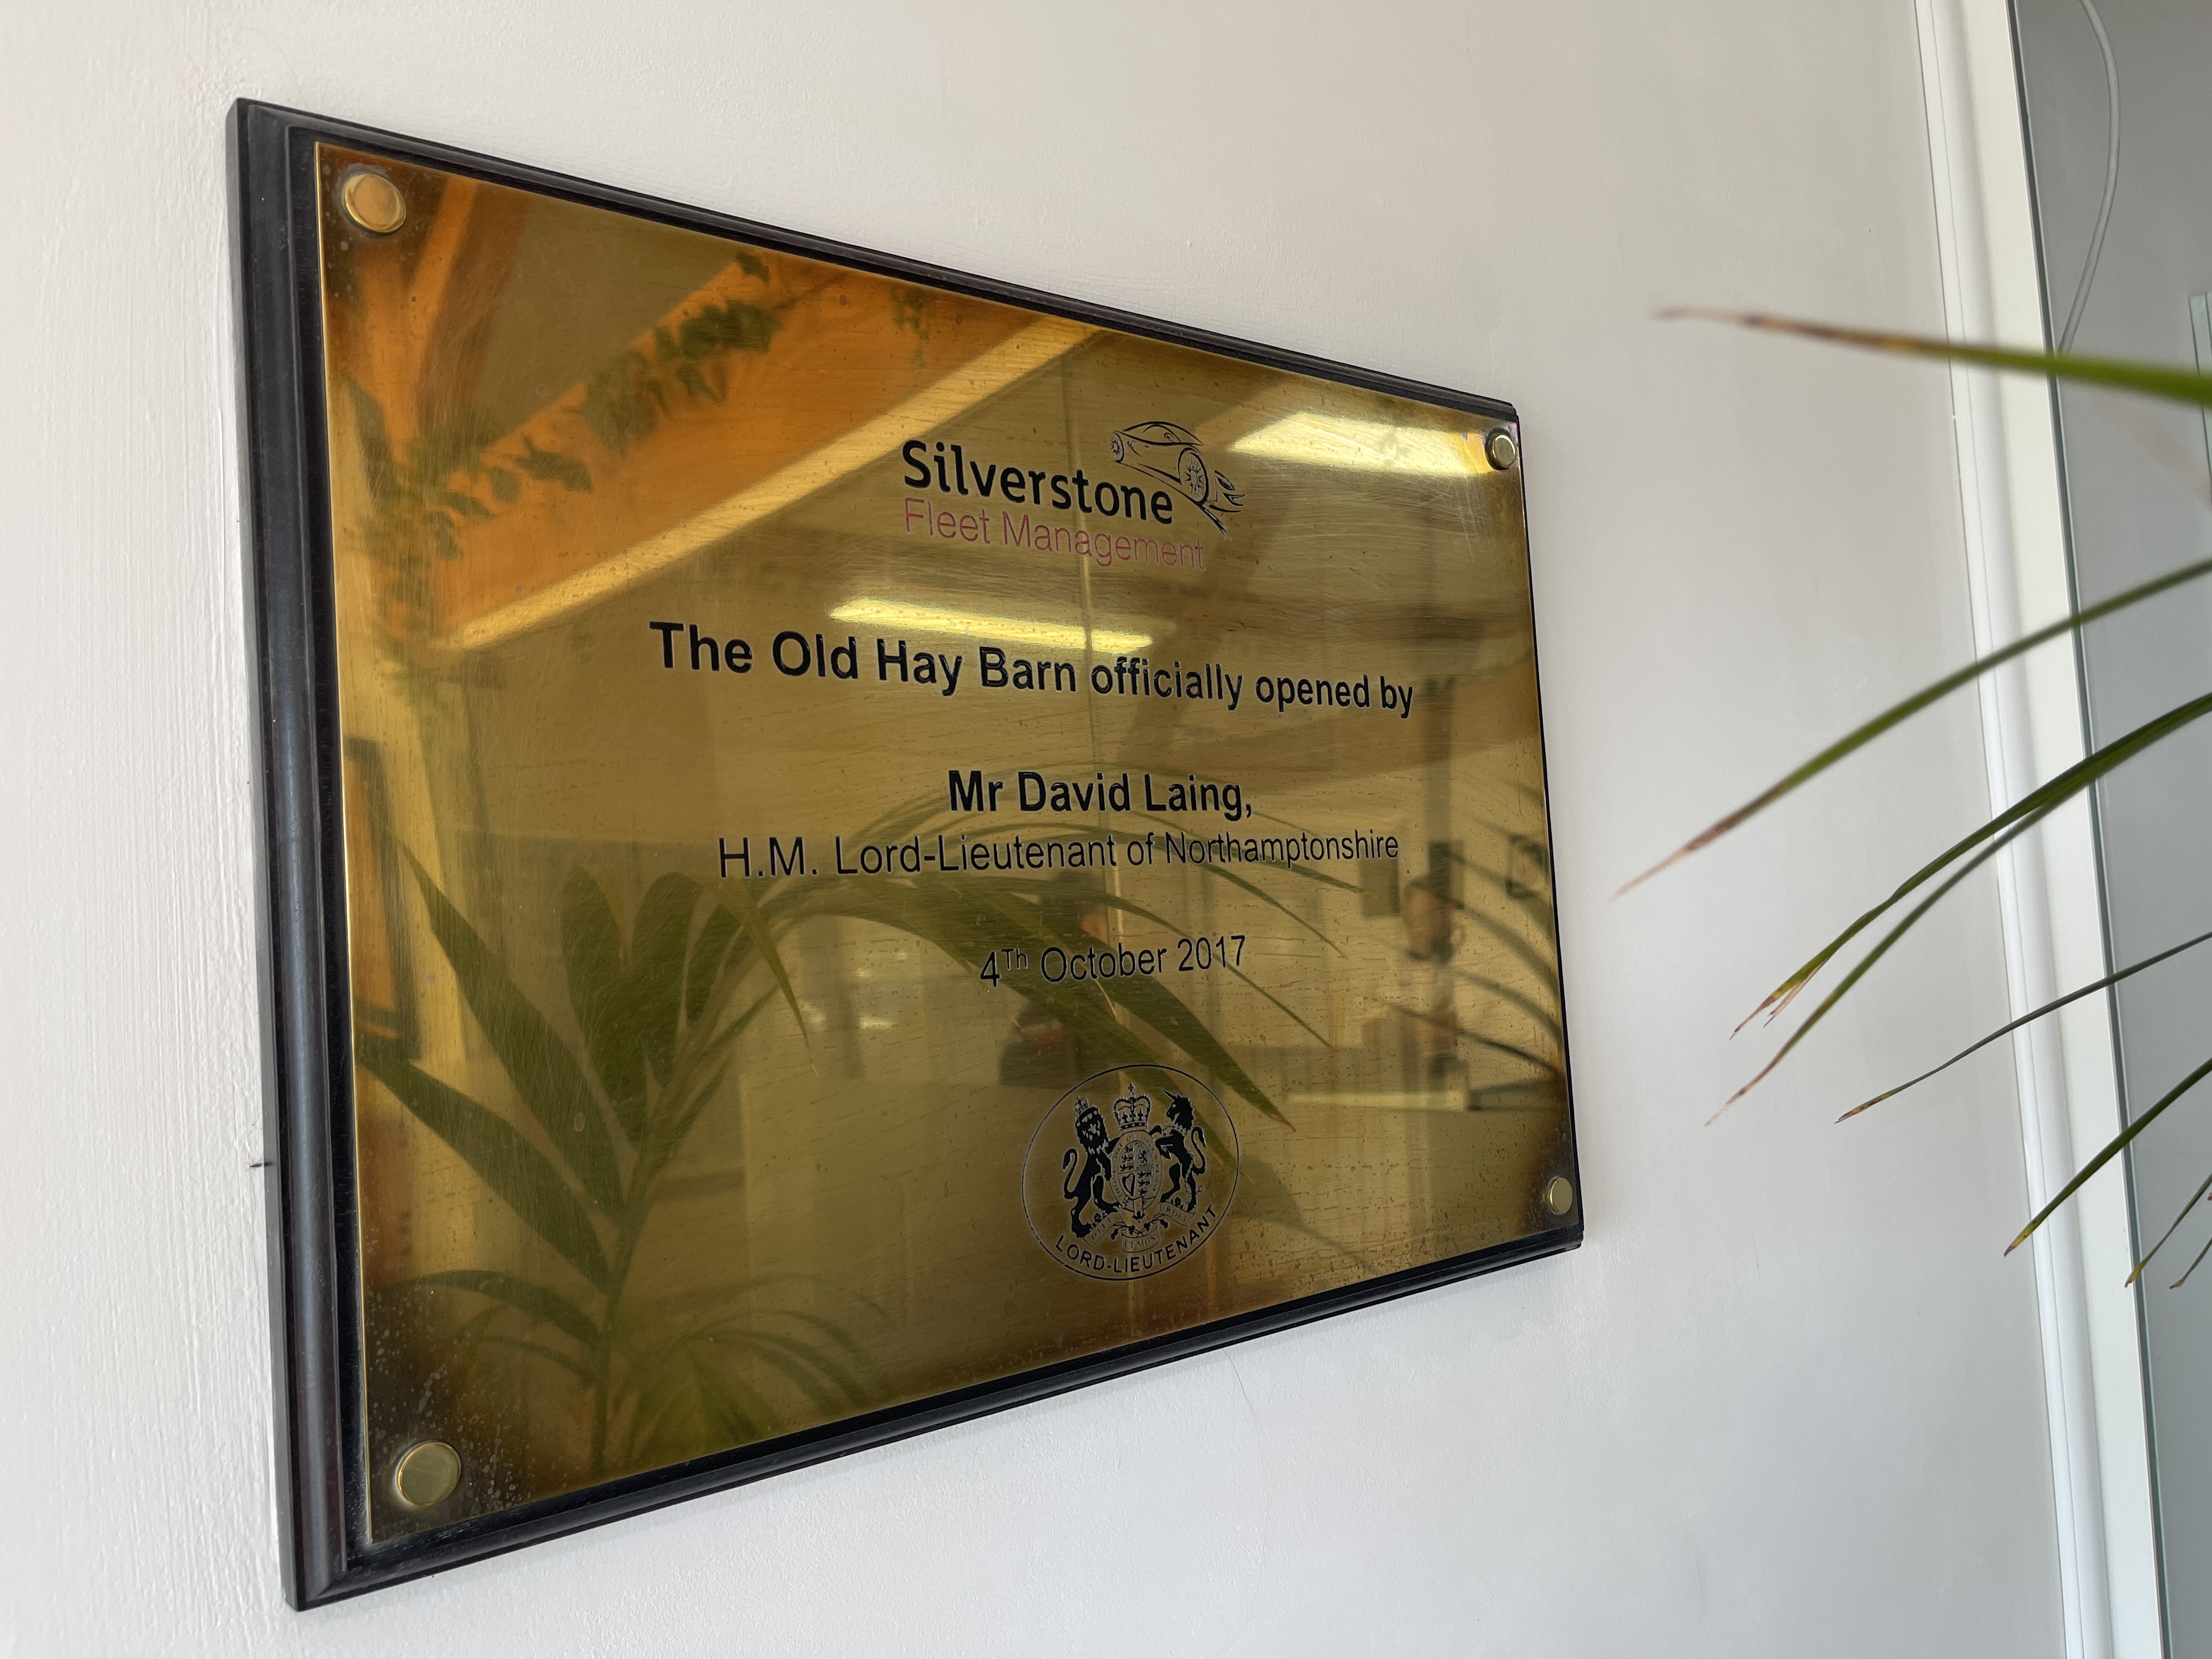 Silverstone
Fleet Management
The Old Hay Barn officially opened by
Mr David Laing,
H.M. Lord-Lieutenant of Northamptonshire
4Th October 2017
LORD-LIEUTENANT